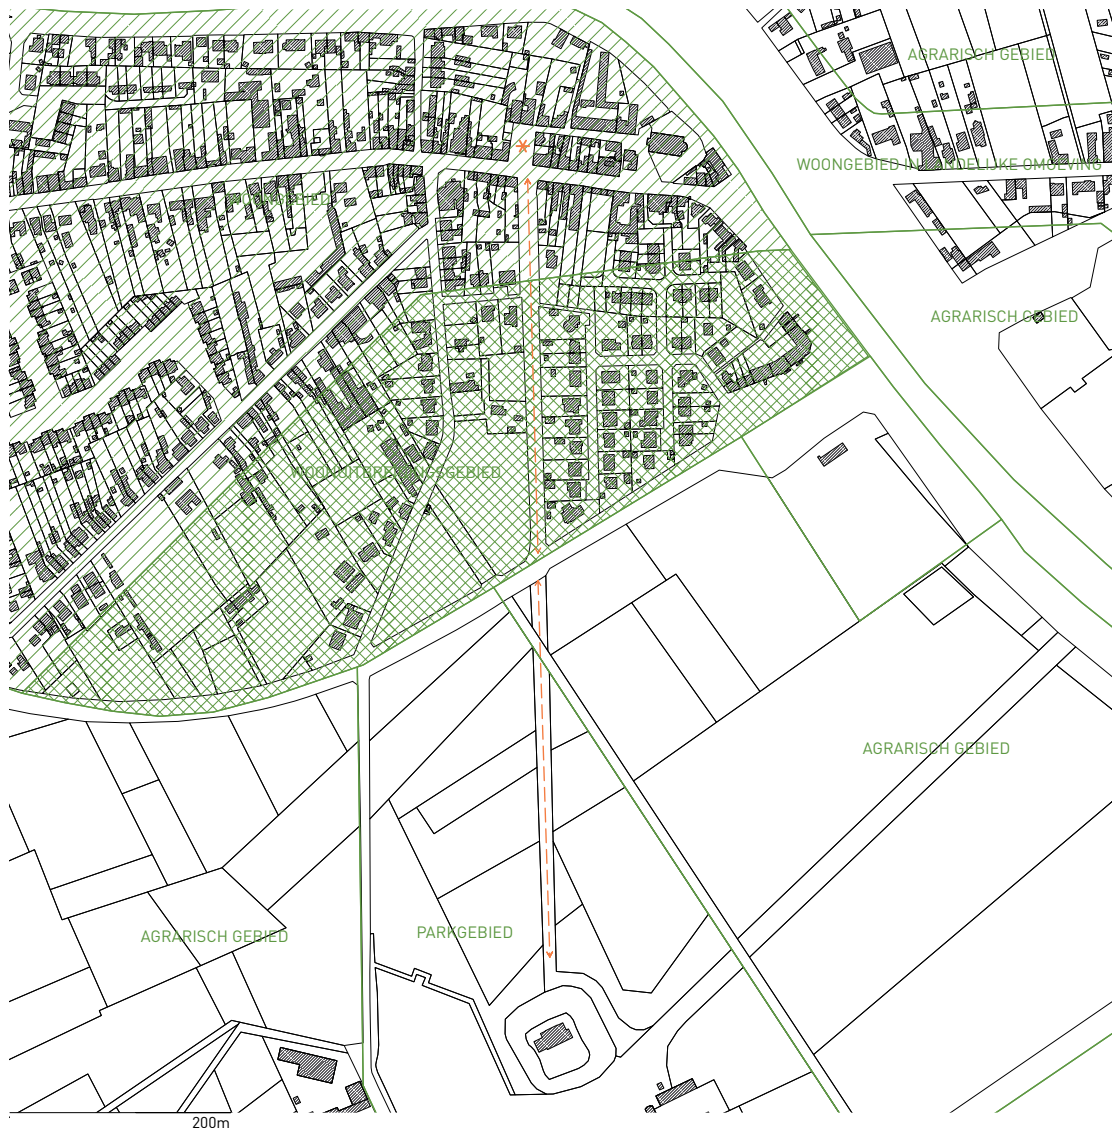 AGRARISCH GEBIED
WOONGEBIED IN LANDELIJKE OMGEVING
WOONGEBIED
AGRARISCH GEBIED
WOONUITBREIDINGSGEBIED
AGRARISCH GEBIED
PARKGEBIED
AGRARISCH GEBIED
200m